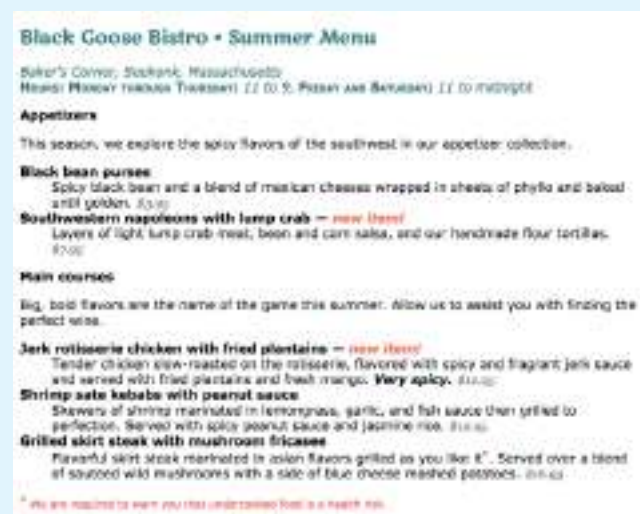 Black Goose Bistro • Summer Menu
Baker's Corner, Seekonk, Massachusetts
Hours: Monday through Thursday: 11 to 9, Friday and Saturday: 11 to midnight
Appetizers
This season, we explore the spicy flavors of the southwest in our appetizer collection.
Black bean purses
Spicy black bean and a blend of mexican cheeses wrapped in sheets of phyllo and baked
until golden.
Southwestern napoleons with lump crab — new item!
Layers of light lump crab meat, bean and corn salsa, and our handmade flour tortillas.
Main courses
Big, bold flavors are the name of the game this summer. Allow us to assist you with finding the
perfect wine.
Jerk rotisserie chicken with fried plantains — new item!
Tender chicken slow-roasted on the rotisserie, flavored with spicy and fragrant jerk sauce
and served with fried plantains and fresh mango. Very spicy.
Shrimp sate kebabs with peanut sauce
Skewers of shrimp marinated in lemongrass, garlic, and fish sauce then grilled to
perfection. Served with spicy peanut sauce and jasmine rice.
Grilled skirt steak with mushroom fricasee
Flavorful skirt steak marinated in asian flavors grilled as you like it*. Served over a blend
of sauteed wild mushrooms with a side of blue cheese mashed potatoes.
* We are required to warn you that undercooked food is a health risk.